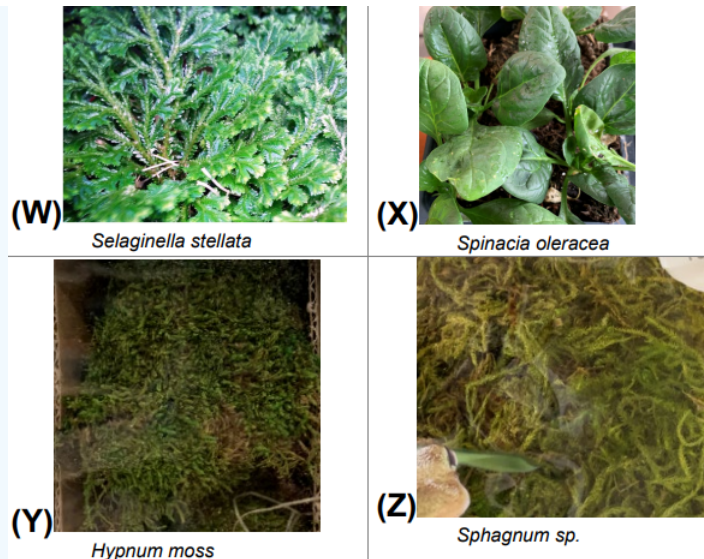 (W)
Selaginella stellata
(X)
Spinacia oleracea
(Y)
Hypnum moss
(Z)
Sphagnum sp.